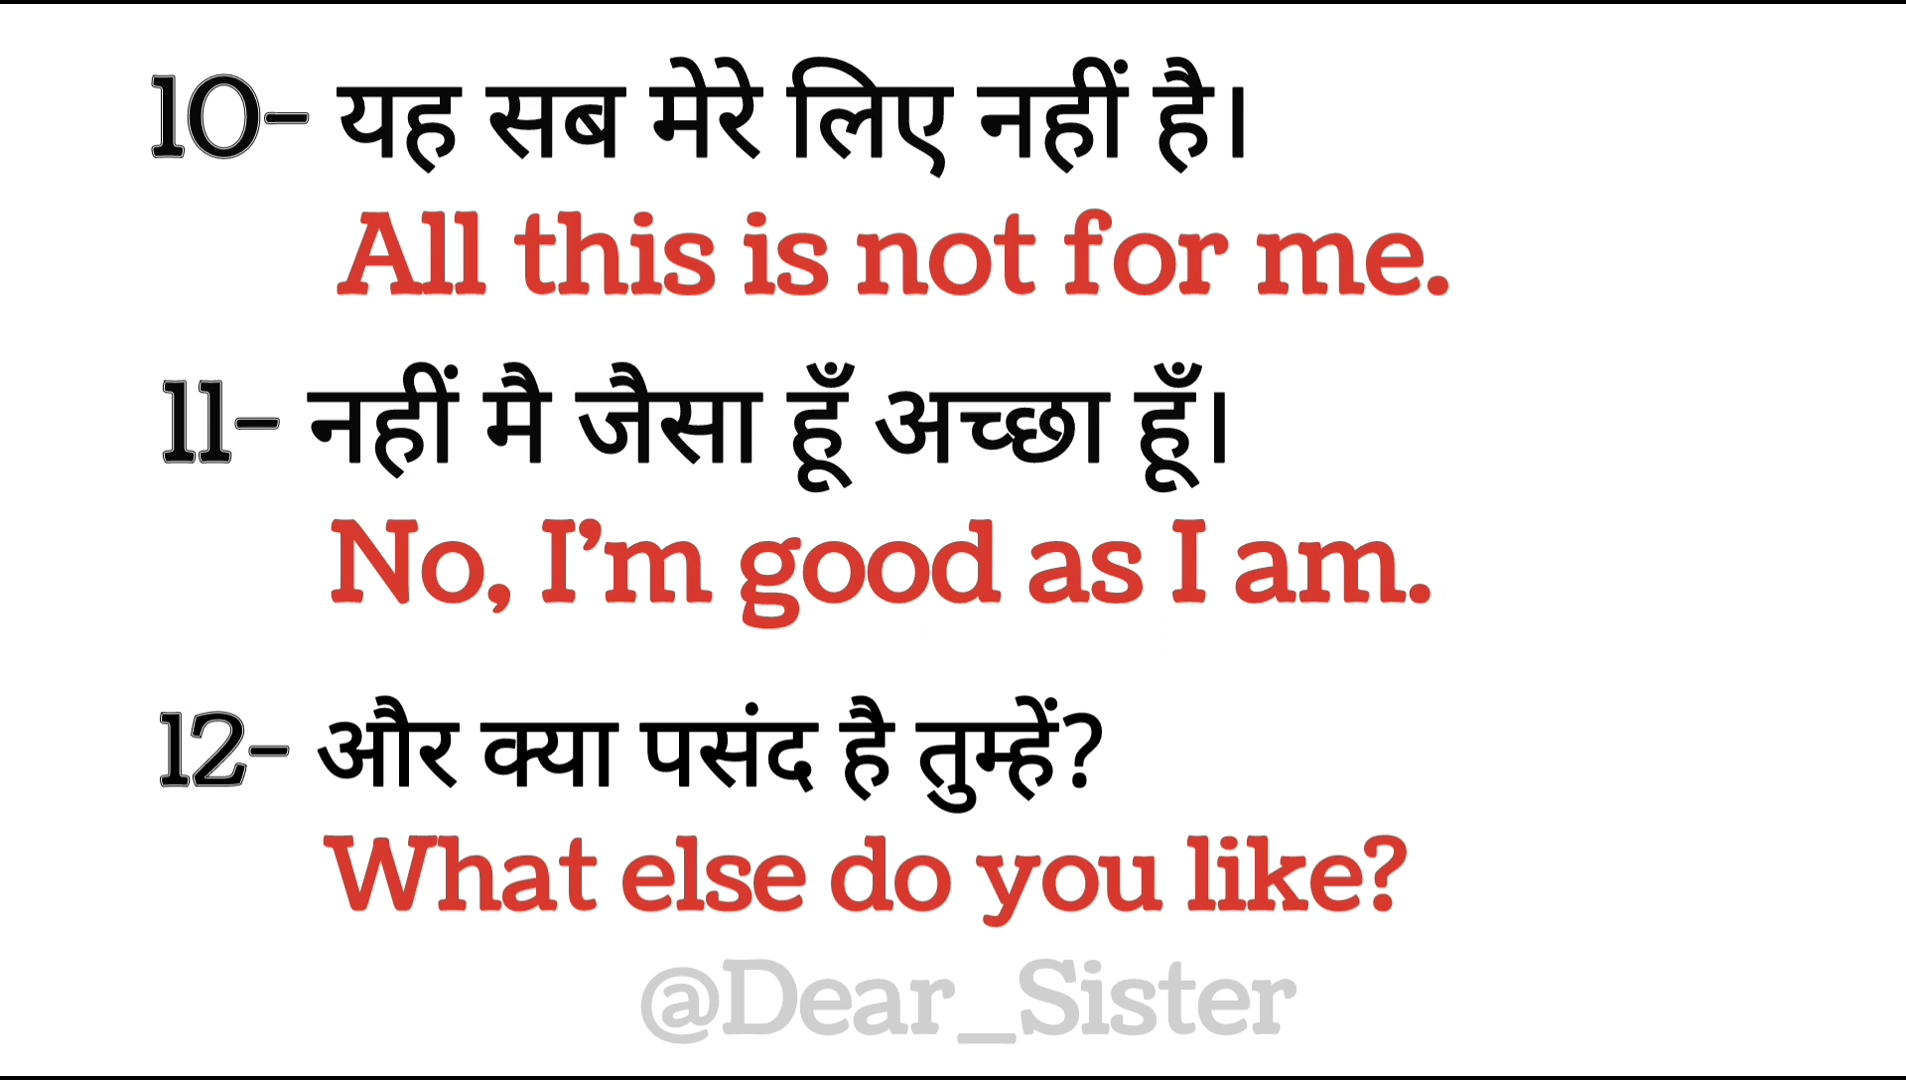 10- यह सब मेरे लिए नहीं है।
All this is not for me.
11- नहीं मै जैसा हूँ अच्छा हूँ।
No, I’m good as I am.
12- और क्या पसंद है तुम्हें?
What else do you like?
@Dear_Sister